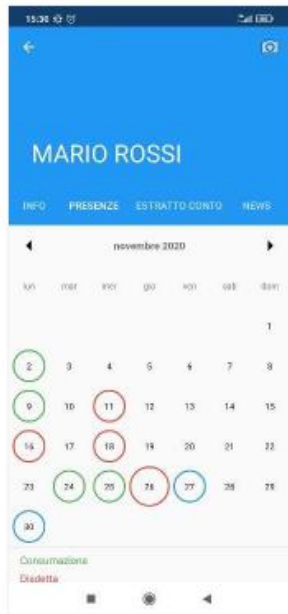 15:30
MARIO ROSSI
INFO PRESENZE ESTRATTO CONTO NEWS
novembre 2020
lun mar mer gio ven sab dom
1
2 3 4 5 6 7 8
9 10 11 12 13 14 15
16 17 18 19 20 21 22
23 24 25 26 27 28 29
30
Consumazione
Disdetta